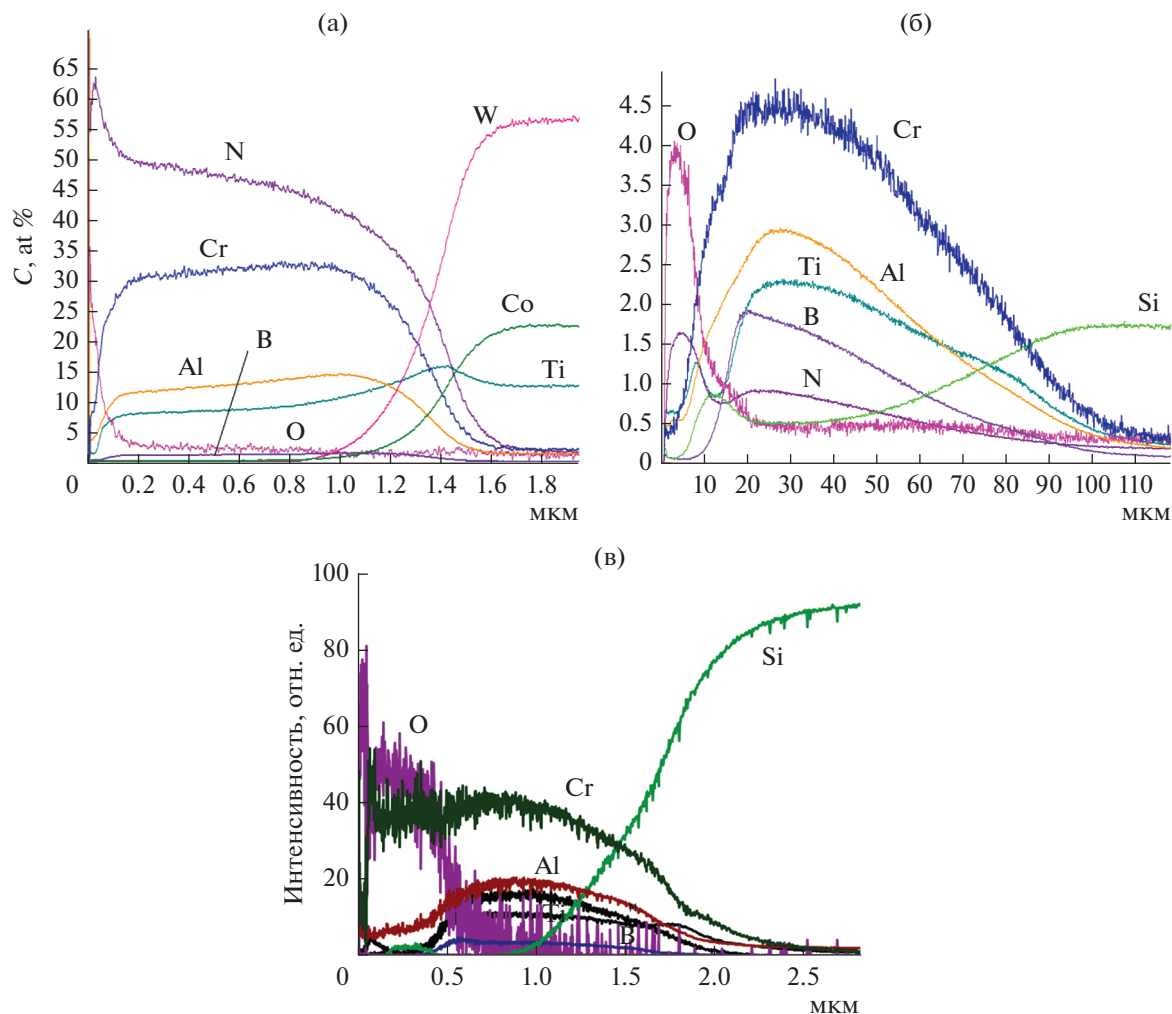 (а)
C, at %
65
60
55
50
45
40
35
30
25
20
15
10
5
N
Cr
Al
B
O
W
Co
Ti
0 0.2 0.4 0.6 0.8 1.0 1.2 1.4 1.6 1.8
мкм
(б)
4.5
4.0
3.5
3.0
2.5
2.0
1.5
1.0
0.5
0
O
Cr
Ti
Al
B
N
Si
10 20 30 40 50 60 70 80 90 100 110
мкм
(в)
Интенсивность, отн. ед.
100
80
60
40
20
O
Cr
Al
B
Si
0 0.5 1.0 1.5 2.0 2.5
мкм